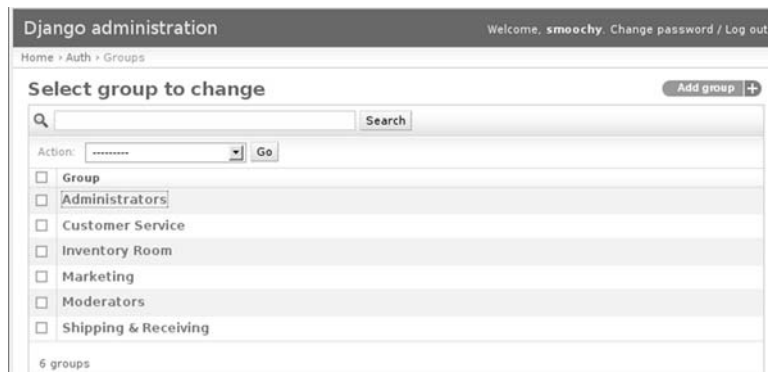 Django administration
Welcome, smoochy. Change password / Log out
Home › Auth › Groups
Select group to change
Add group +
Search
Action: --------- Go
Group
Administrators
Customer Service
Inventory Room
Marketing
Moderators
Shipping & Receiving
6 groups